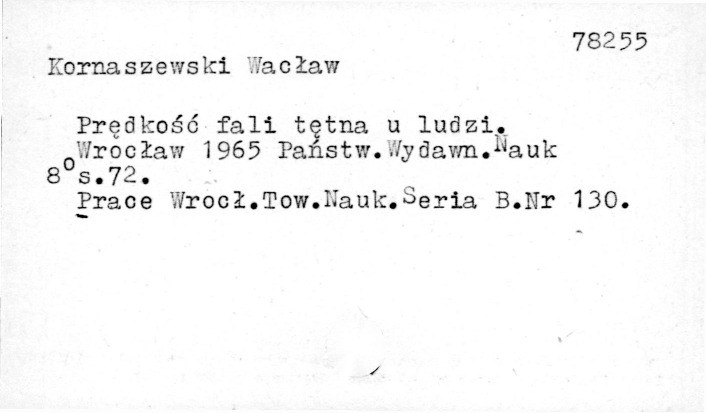 78255
Kornaszewski Wacław
Prędkość fali tętna u ludzi.
Wrocław 1965 Państw.Wydawn.Nauk
8° s.72.
Prace Wrocł.Tow.Nauk.Seria B.Nr 130.